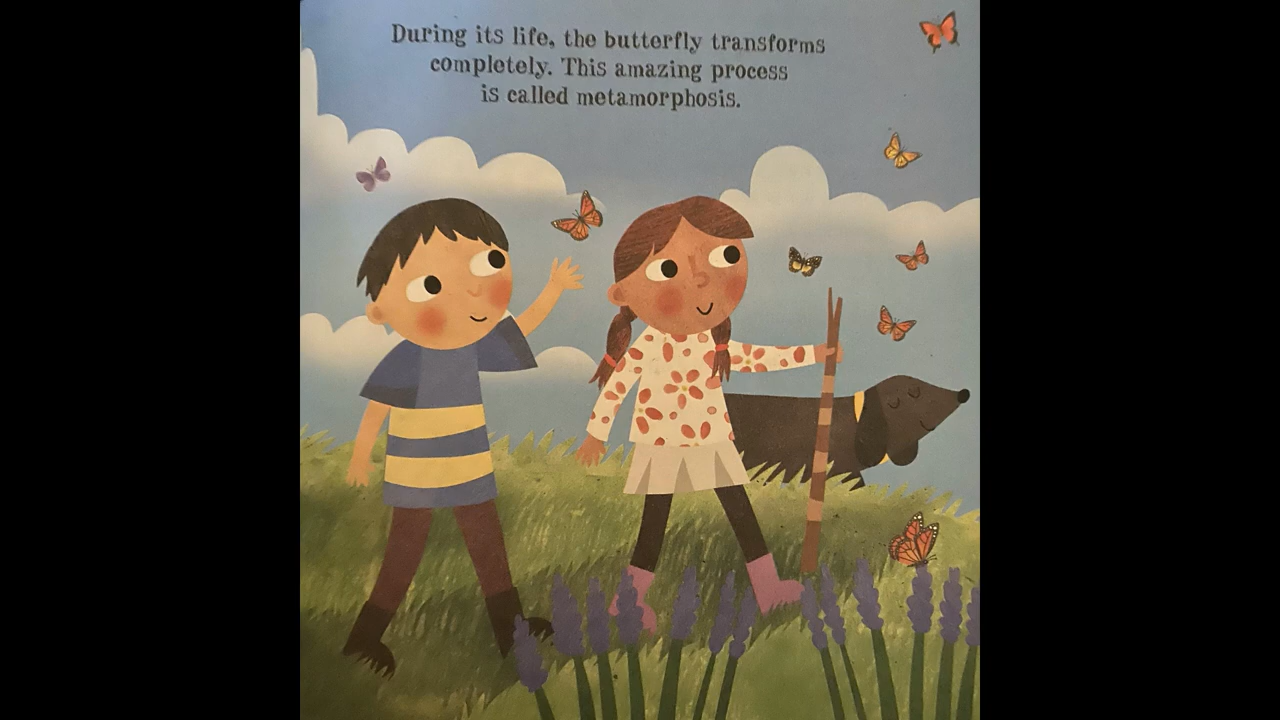 During its life, the butterfly transforms
completely. This amazing process
is called metamorphosis.